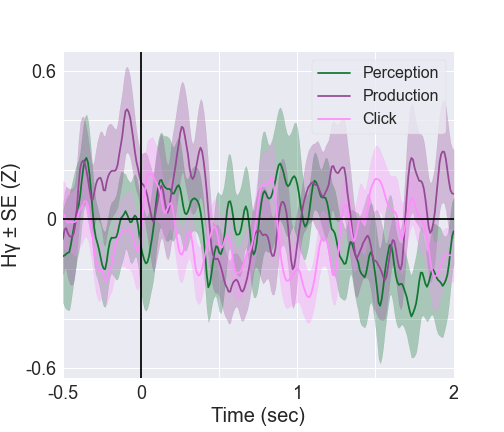 Hγ ± SE (Z)
0.6
0
-0.6
Perception
Production
Click
-0.5 0 1 2
Time (sec)